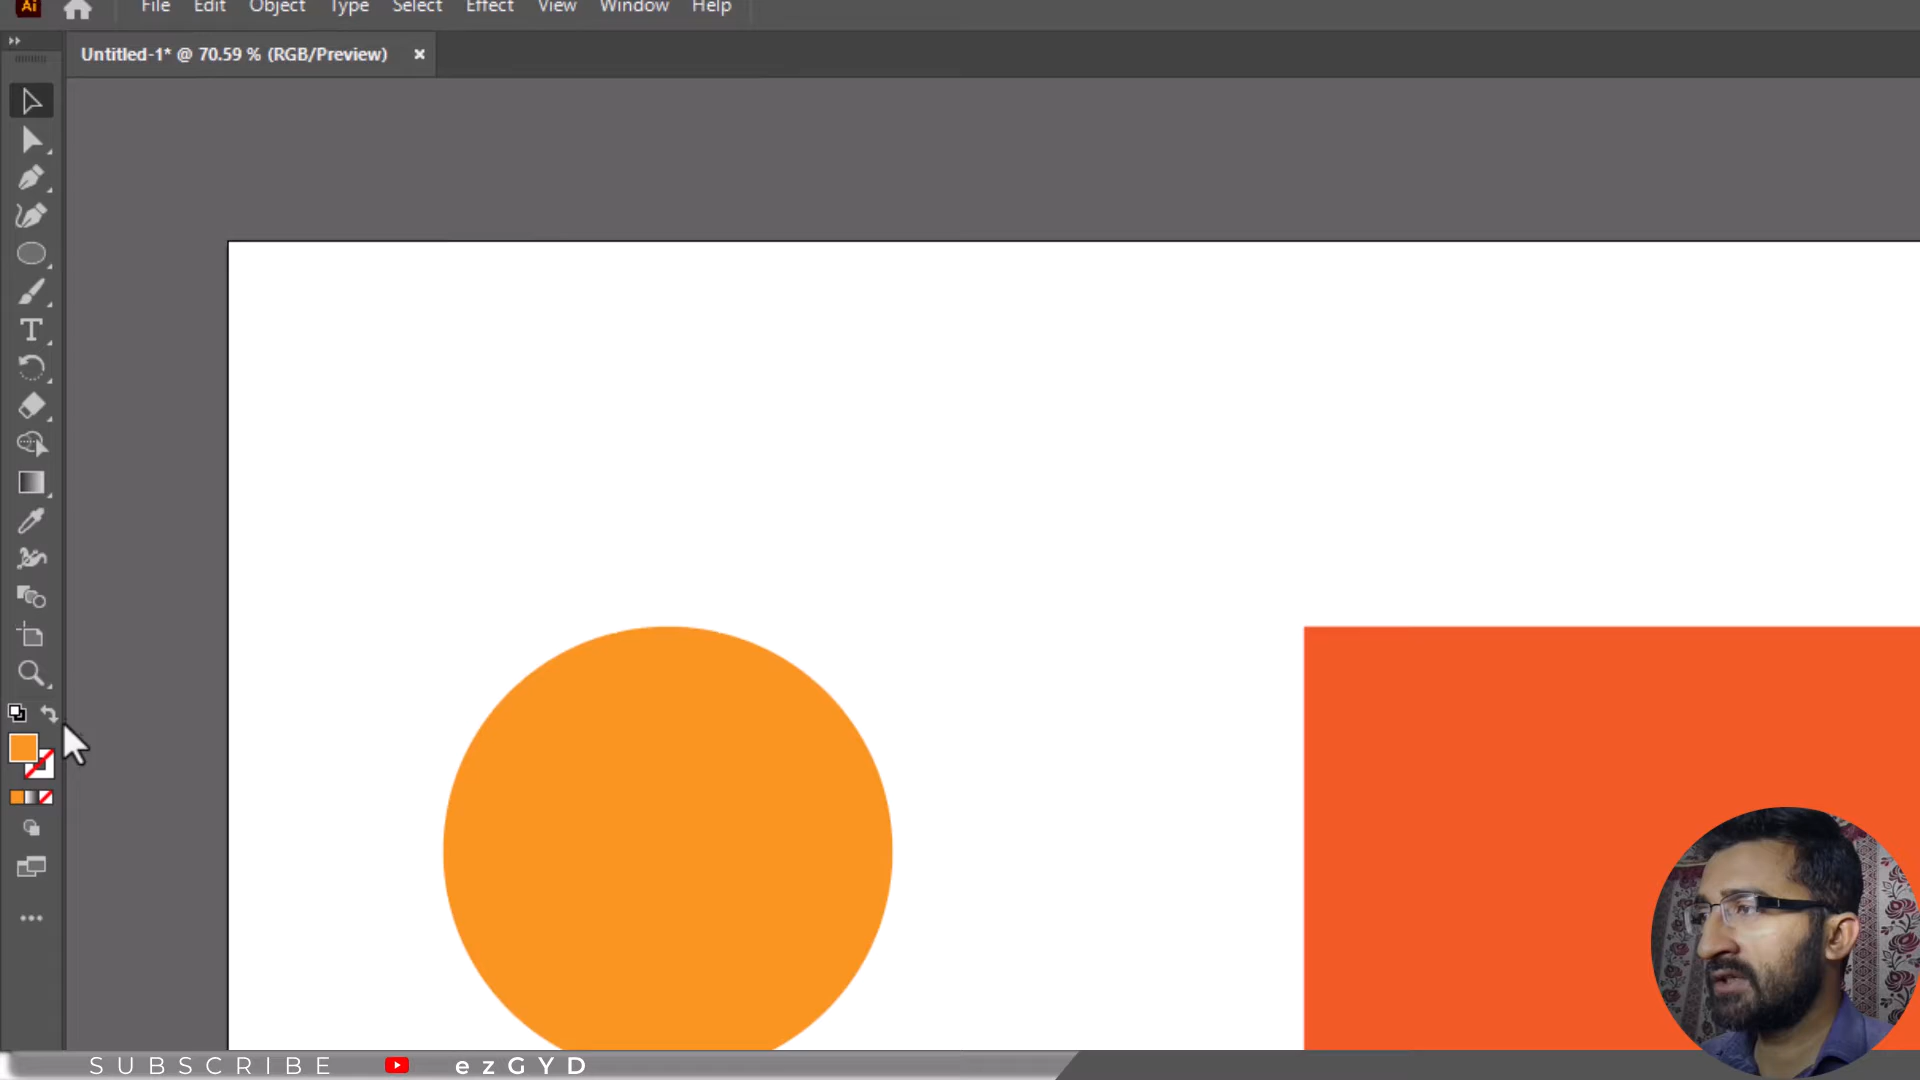 Ai File Edit Object Type Select Effect View Window Help
Untitled-1* @ 70.59 % (RGB/Preview) ×
T
SUBSCRIBE ezGYD